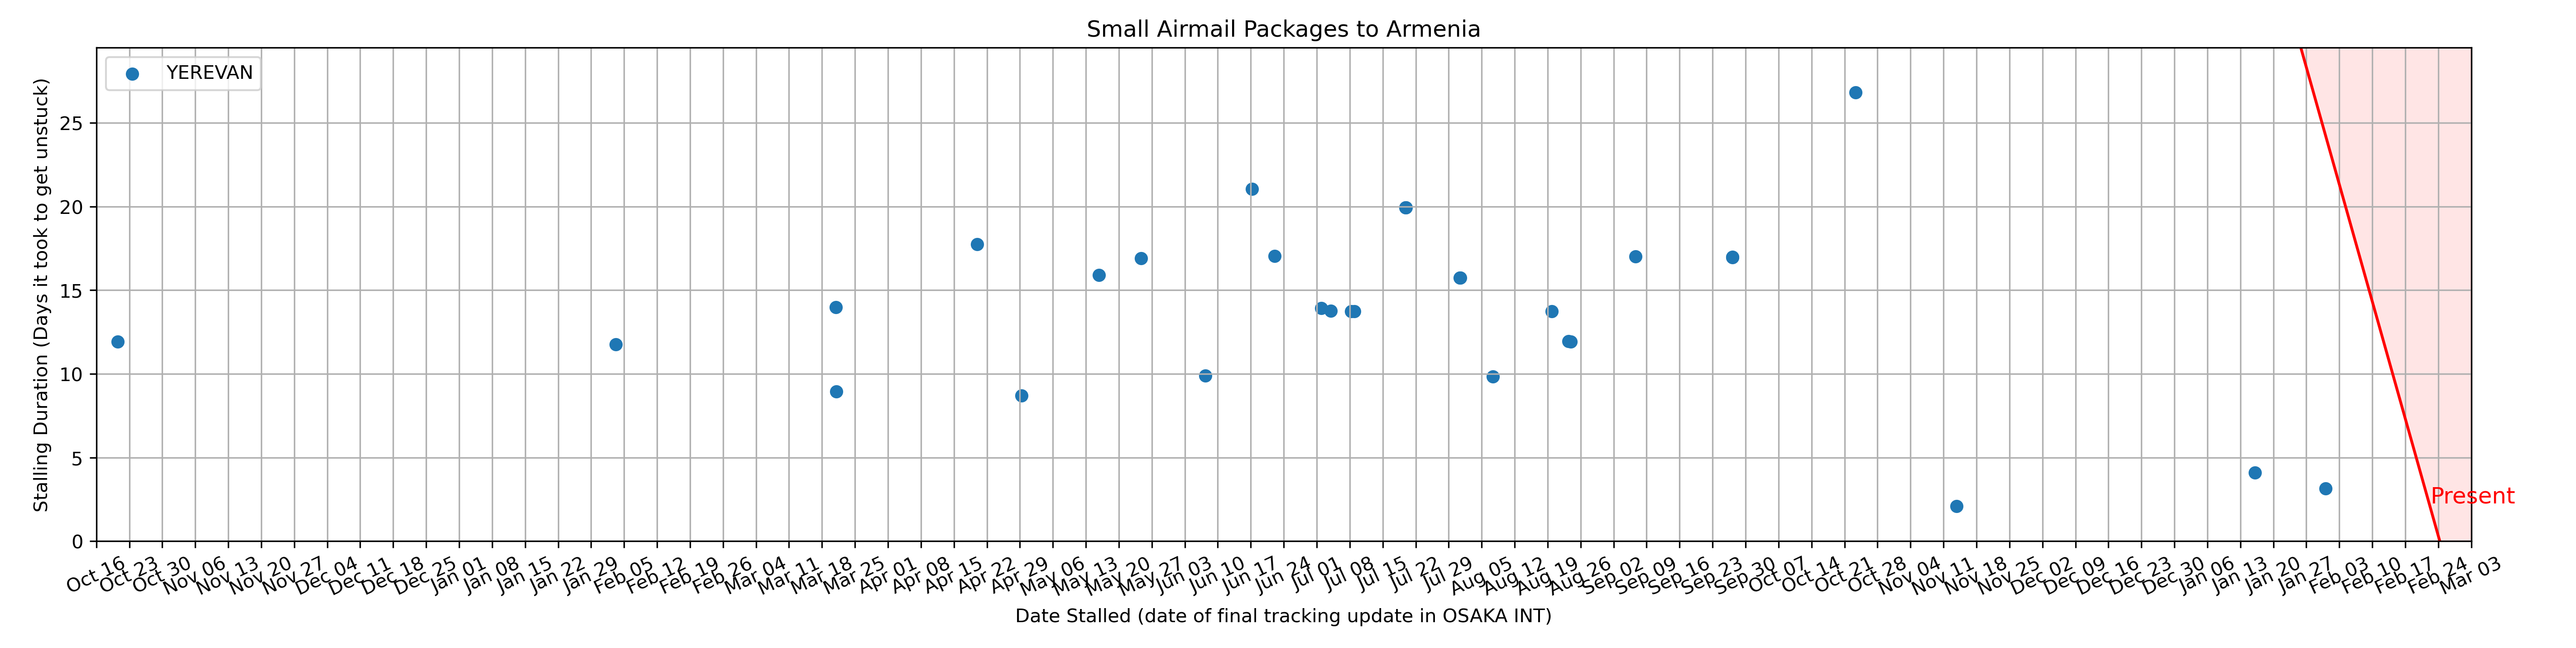 Small Airmail Packages to Armenia
YEREVAN
Stalling Duration (Days it took to get unstuck)
25
20
15
10
5
0
Present
Oct 16 Oct 23 Oct 30 Nov 06 Nov 13 Nov 20 Nov 27 Dec 04 Dec 11 Dec 18 Dec 25 Jan 01 Jan 08 Jan 15 Jan 22 Jan 29 Feb 05 Feb 12 Feb 19 Feb 26 Mar 04 Mar 11 Mar 18 Mar 25 Apr 01 Apr 08 Apr 15 Apr 22 Apr 29 May 06 May 13 May 20 May 27 Jun 03 Jun 10 Jun 17 Jun 24 Jul 01 Jul 08 Jul 15 Jul 22 Jul 29 Aug 05 Aug 12 Aug 19 Aug 26 Sep 02 Sep 09 Sep 16 Sep 23 Sep 30 Oct 07 Oct 14 Oct 21 Oct 28 Nov 04 Nov 11 Nov 18 Nov 25 Dec 02 Dec 09 Dec 16 Dec 23 Dec 30 Jan 06 Jan 13 Jan 20 Jan 27 Feb 03 Feb 10 Feb 17 Feb 24 Mar 03
Date Stalled (date of final tracking update in OSAKA INT)